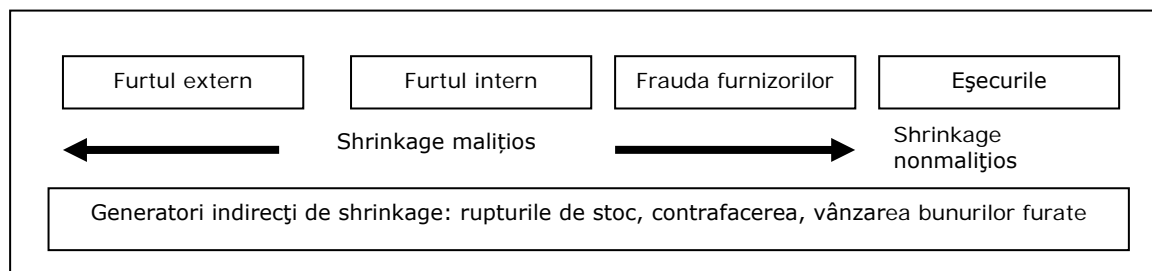 Furtul extern
Furtul intern
Frauda furnizorilor
Eşecurile
Shrinkage malițios
Shrinkage
nonmaliţios
Generatori indirecţi de shrinkage: rupturile de stoc, contrafacerea, vânzarea bunurilor furate